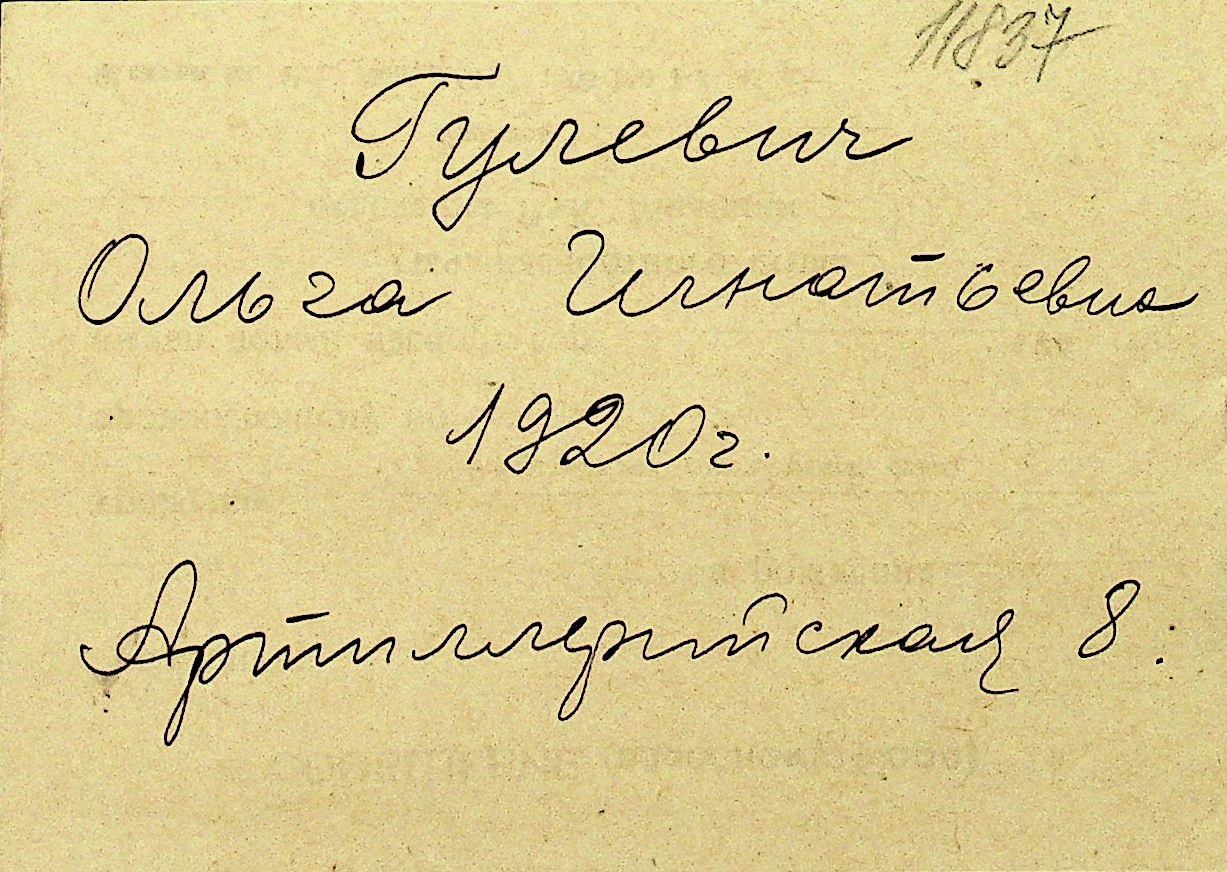 11837
Гулевич
Ольга Игнатьевна
1920г.
Артиллерийская 8.